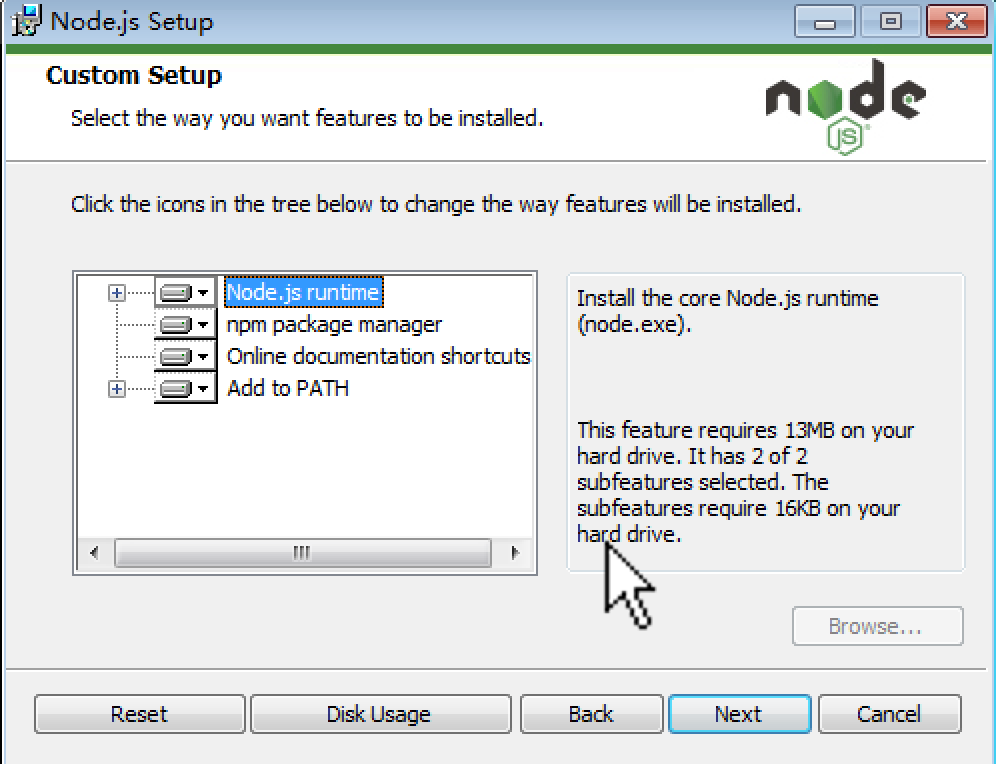 Node.js Setup
Custom Setup
Select the way you want features to be installed.
node
JS
Click the icons in the tree below to change the way features will be installed.
Node.js runtime
npm package manager
Online documentation shortcuts
Add to PATH
Install the core Node.js runtime
(node.exe).
This feature requires 13MB on your
hard drive. It has 2 of 2
subfeatures selected. The
subfeatures require 16KB on your
hard drive.
Browse...
Reset
Disk Usage
Back
Next
Cancel